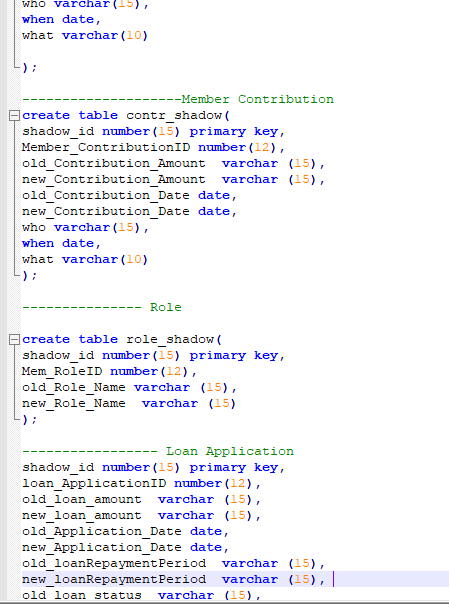 who varchar(15),
when date,
what varchar(10)
);
--------------------Member Contribution
create table contr_shadow(
shadow_id number(15) primary key,
Member_ContributionID number(12),
old_Contribution_Amount  varchar (15),
new_Contribution_Amount  varchar (15),
old_Contribution_Date date,
new_Contribution_Date date,
who varchar(15),
when date,
what varchar(10)
);
--------------- Role
create table role_shadow(
shadow_id number(15) primary key,
Mem_RoleID number(12),
old_Role_Name varchar (15),
new_Role_Name  varchar (15)
);
----------------- Loan Application
shadow_id number(15) primary key,
loan_ApplicationID number(12),
old_loan_amount  varchar (15),
new_loan_amount  varchar (15),
old_Application_Date date,
new_Application_Date date,
old_loanRepaymentPeriod  varchar (15),
new_loanRepaymentPeriod  varchar (15),
old_loan_status  varchar (15),